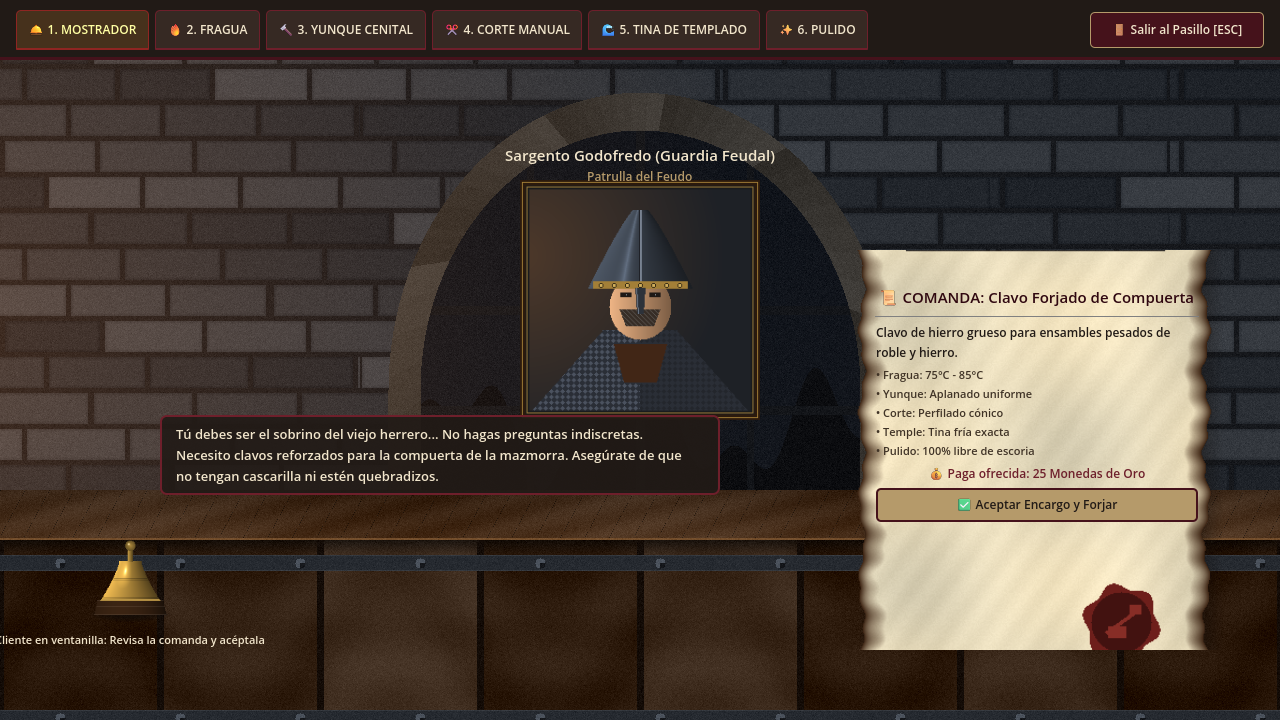 1. MOSTRADOR
2. FRAGUA
3. YUNQUE CENITAL
4. CORTE MANUAL
5. TINA DE TEMPLADO
6. PULIDO
Salir al Pasillo [ESC]
Sargento Godofredo (Guardia Feudal)
Patrulla del Feudo
Tú debes ser el sobrino del viejo herrero... No hagas preguntas indiscretas.
Necesito clavos reforzados para la compuerta de la mazmorra. Asegúrate de que
no tengan cascarilla ni estén quebradizos.
COMANDA: Clavo Forjado de Compuerta
Clavo de hierro grueso para ensambles pesados de
roble y hierro.
• Fragua: 75°C - 85°C
• Yunque: Aplanado uniforme
• Corte: Perfilado cónico
• Temple: Tina fría exacta
• Pulido: 100% libre de escoria
Paga ofrecida: 25 Monedas de Oro
Aceptar Encargo y Forjar
liente en ventanilla: Revisa la comanda y acéptala